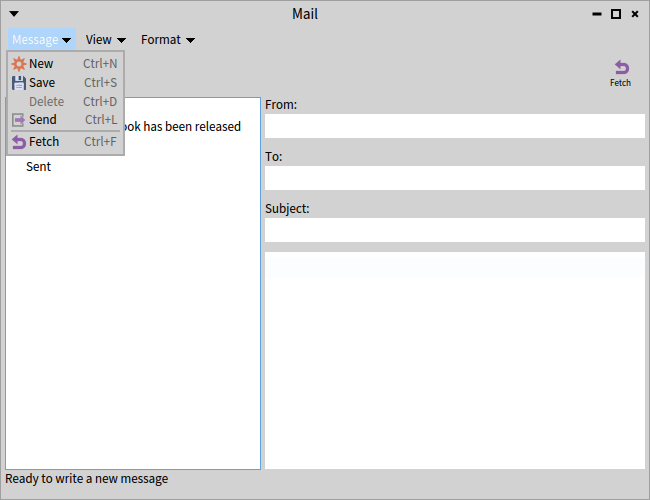 Mail
Message View Format
New Ctrl+N
Save Ctrl+S
Delete Ctrl+D
Send Ctrl+L
Fetch Ctrl+F
Fetch
has been released
Sent
From:
To:
Subject:
Ready to write a new message